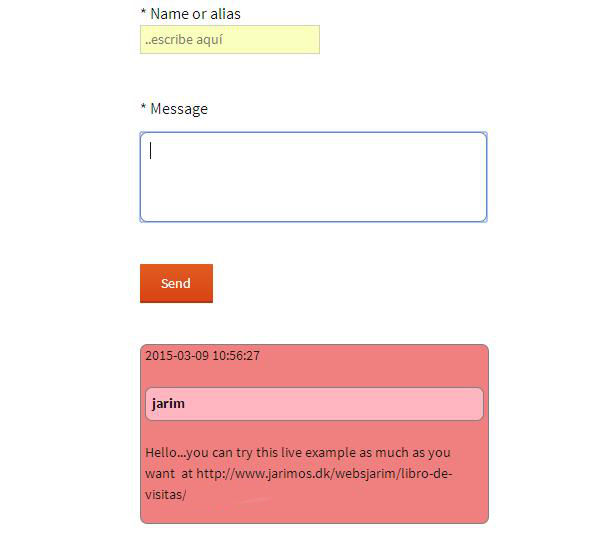 * Name or alias
..escribe aquí
* Message
Send
2015-03-09 10:56:27
jarim
Hello...you can try this live example as much as you
want at http://www.jarimos.dk/websjarim/libro-de-
visitas/